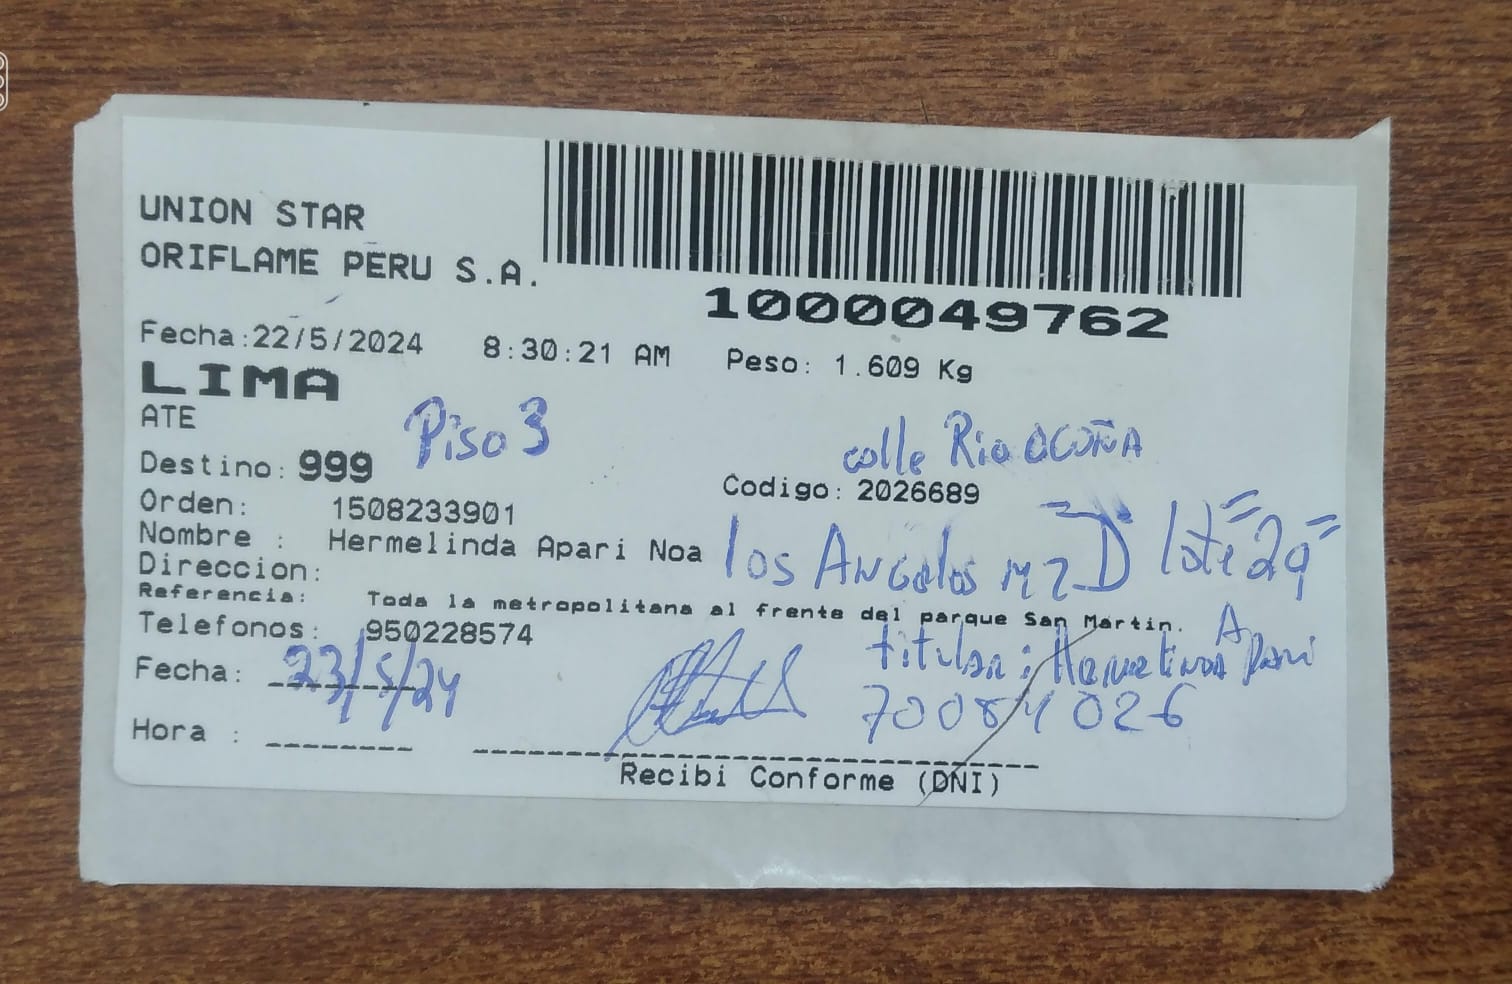 UNION STAR
ORIFLAME PERU S.A.
1000049762
Fecha:22/5/2024 8:30:21 AM Peso: 1.609 Kg
LIMA
ATE
Piso 3
calle Rio
Destino: 999
Codigo: 2026689
Orden: 1508233901
Nombre : Hermelinda Apari Noa
los Angeles MZ D lote "29"
Direccion:
Referencia: Toda la metropolitana al frente del parque San Martin.
Telefonos: 950228574
titular: Apari
Fecha: 23/5/24
70084026
Hora :
Recibi Conforme (DNI)